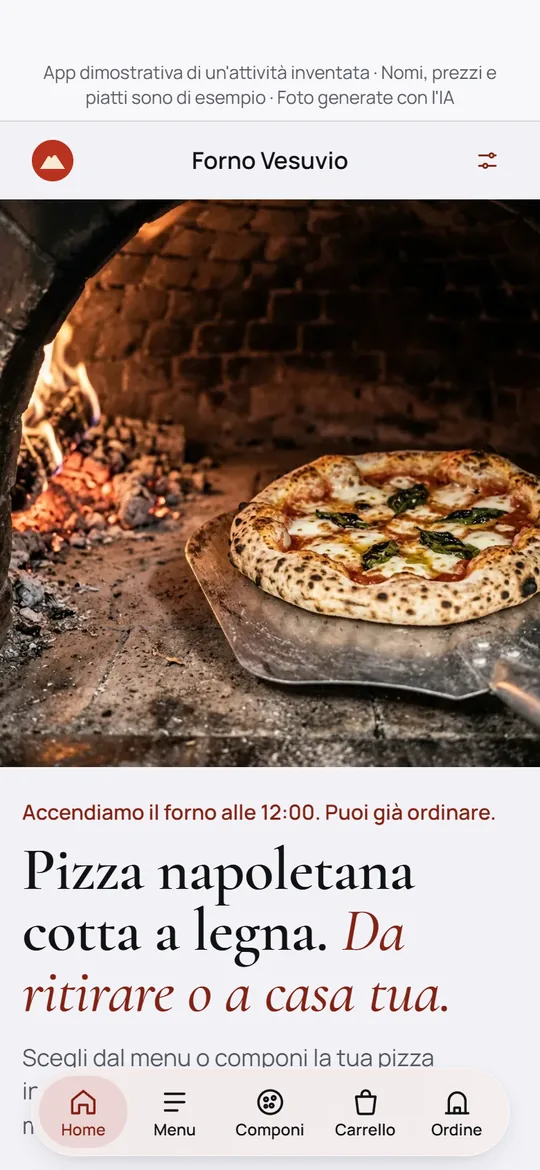 App dimostrativa di un'attività inventata · Nomi, prezzi e
piatti sono di esempio · Foto generate con l'IA
Forno Vesuvio
Accendiamo il forno alle 12:00. Puoi già ordinare.
Pizza napoletana
cotta a legna. Da
ritirare o a casa tua.
Scegli dal menu o componi la tua pizza
Home
Menu
Componi
Carrello
Ordine